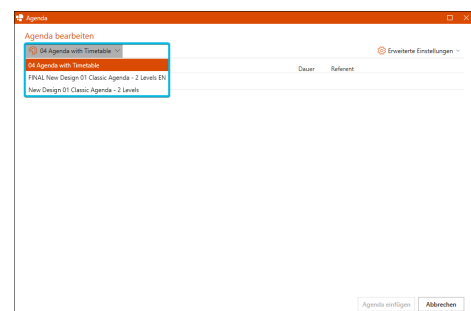 Agenda
Agenda bearbeiten
04 Agenda with Timetable
Erweiterte Einstellungen
04 Agenda with Timetable
Dauer Referent
FINAL New Design 01 Classic Agenda - 2 Levels EN
New Design 01 Classic Agenda - 2 Levels
Agenda einfügen Abbrechen